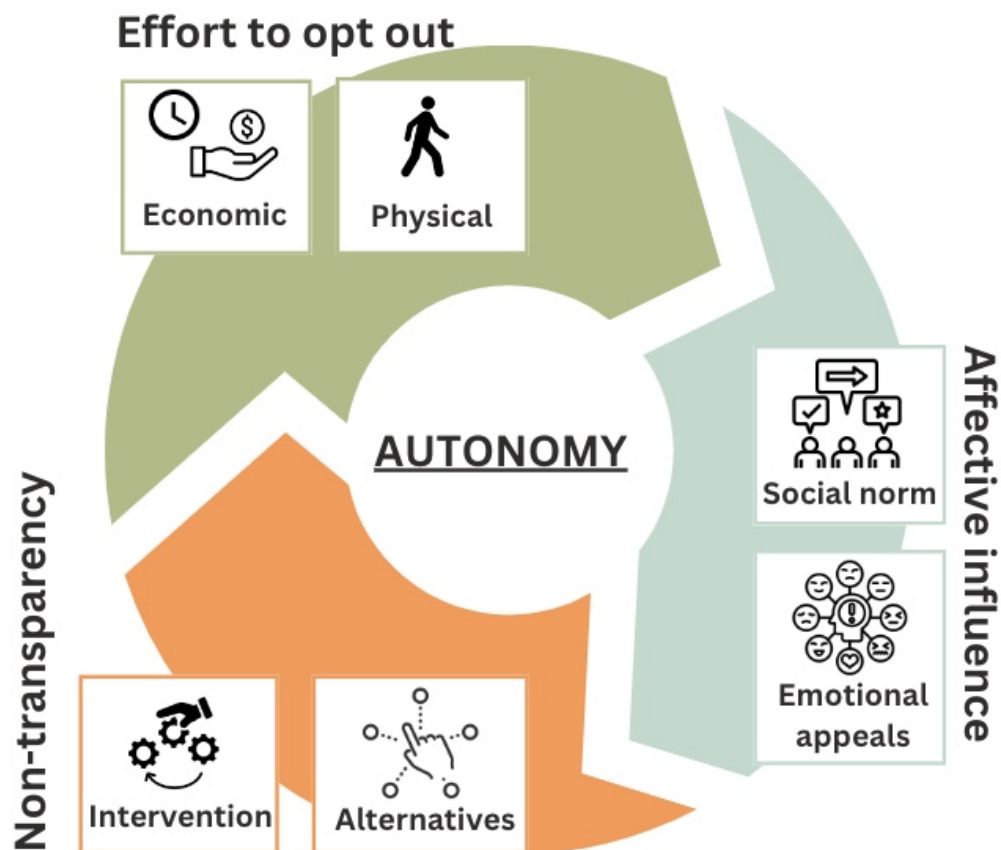 Effort to opt out
$
Economic
Physical
AUTONOMY
Social norm
Affective influence
Emotional
appeals
Non-transparency
Intervention
Alternatives